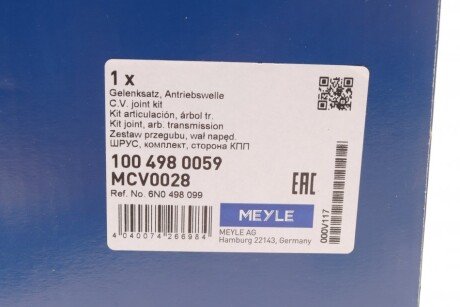 1 x
Gelenksatz, Antriebswelle
C.V. joint kit
Kit articulación, árbol tr.
Kit joint, arb. transmission
Zestaw przegubu, wał napęd.
ШРУС, комплект, сторона КПП
100 498 0059
MCV0028
Ref. No. 6N0 498 099
EAC
MEYLE
MEYLE AG
Hamburg 22143, Germany
4 040074 266984
000V117